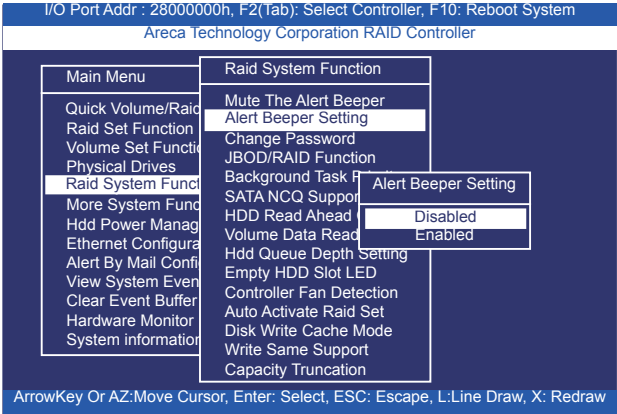 I/O Port Addr : 28000000h, F2(Tab): Select Controller, F10: Reboot System
Areca Technology Corporation RAID Controller
Main Menu
Quick Volume/Raid
Raid Set Function
Volume Set Functio
Physical Drives
Raid System Funct
More System Func
Hdd Power Manag
Ethernet Configura
Alert By Mail Confi
View System Even
Clear Event Buffer
Hardware Monitor
System information
Raid System Function
Mute The Alert Beeper
Alert Beeper Setting
Change Password
JBOD/RAID Function
Background Task
SATA NCQ Suppor
HDD Read Ahead
Volume Data Read
Hdd Queue Depth Setting
Empty HDD Slot LED
Controller Fan Detection
Auto Activate Raid Set
Disk Write Cache Mode
Write Same Support
Capacity Truncation
Alert Beeper Setting
Disabled
Enabled
ArrowKey Or AZ:Move Cursor, Enter: Select, ESC: Escape, L:Line Draw, X: Redraw